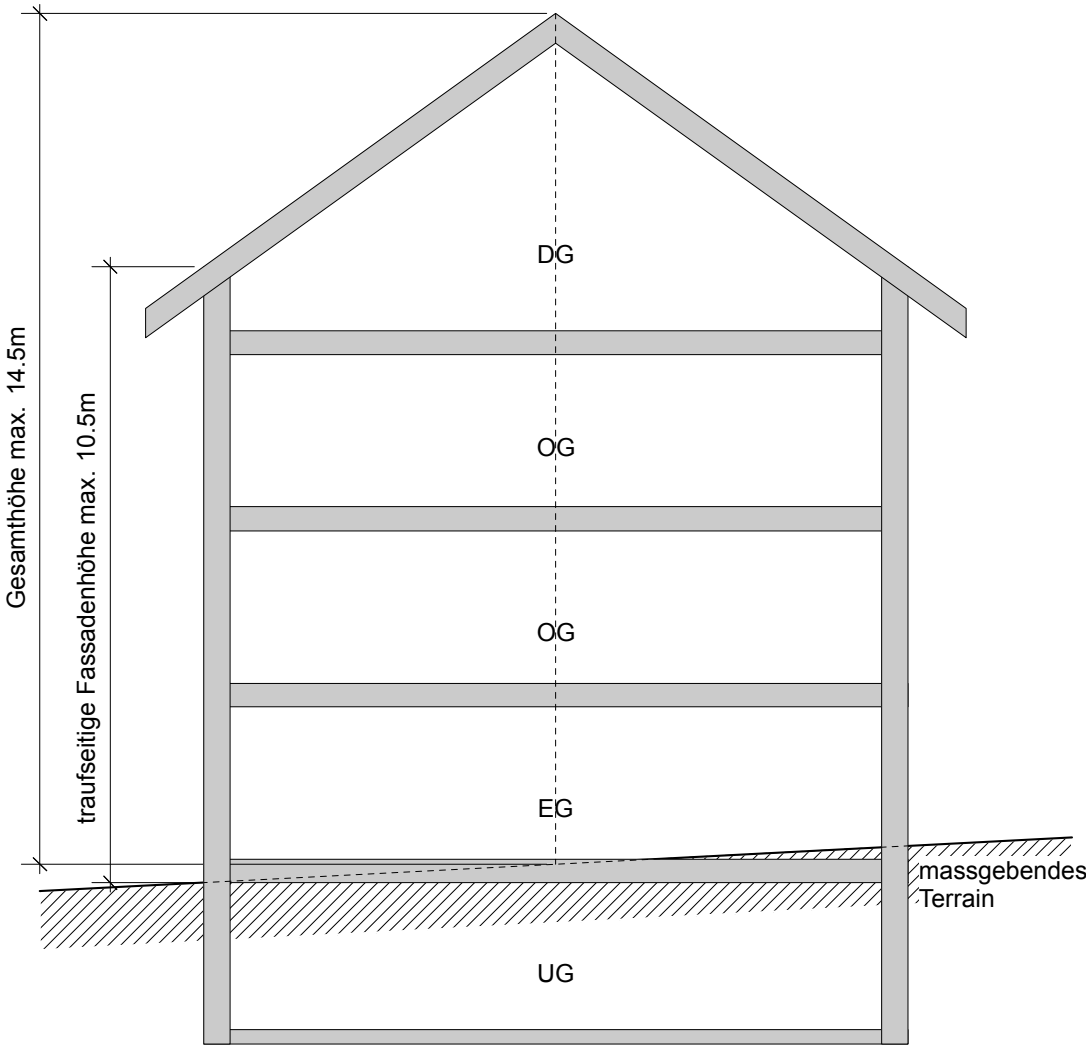 Gesamthöhe max. 14.5m
traufseitige Fassadenhöhe max. 10.5m
DG
OG
OG
EG
massgebendes
Terrain
UG